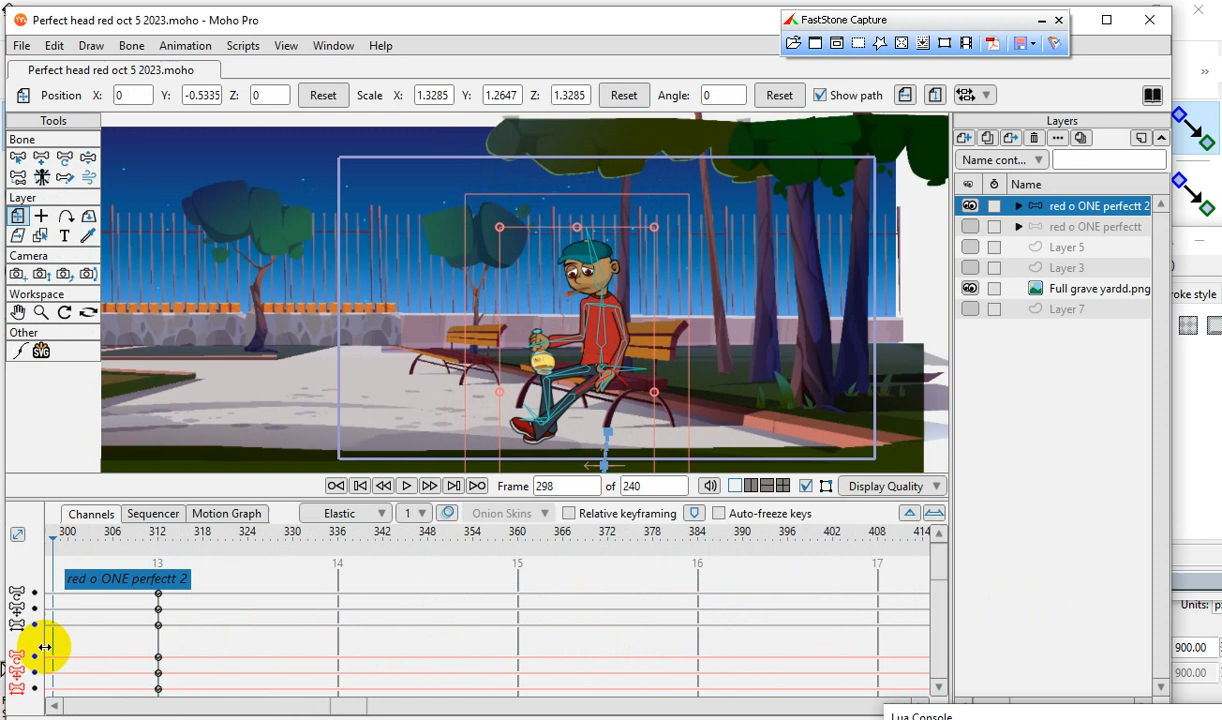 Perfect head red oct 5 2023.moho - Moho Pro
FastStone Capture
File Edit Draw Bone Animation Scripts View Window Help
Perfect head red oct 5 2023.moho
Position X: 0 Y: -0.5335 Z: 0 Reset Scale X: 1.3285 Y: 1.2647 Z: 1.3285 Reset Angle: 0 Reset Show path
Tools
Bone
Layer
Camera
Workspace
Other
SVG
Layers
Name cont...
Name
red o ONE perfectt 2
red o ONE perfectt
Layer 5
Layer 3
Full grave yardd.png
Layer 7
roke style
Frame 298 of 240 Display Quality
Channels Sequencer Motion Graph Elastic 1 Onion Skins Relative keyframing Auto-freeze keys
300 306 312 318 324 330 336 342 348 354 360 366 372 378 384 390 396 402 408 414
13 14 15 16 17
red o ONE perfectt 2
Units: p
900.00
900.00
Lua Console